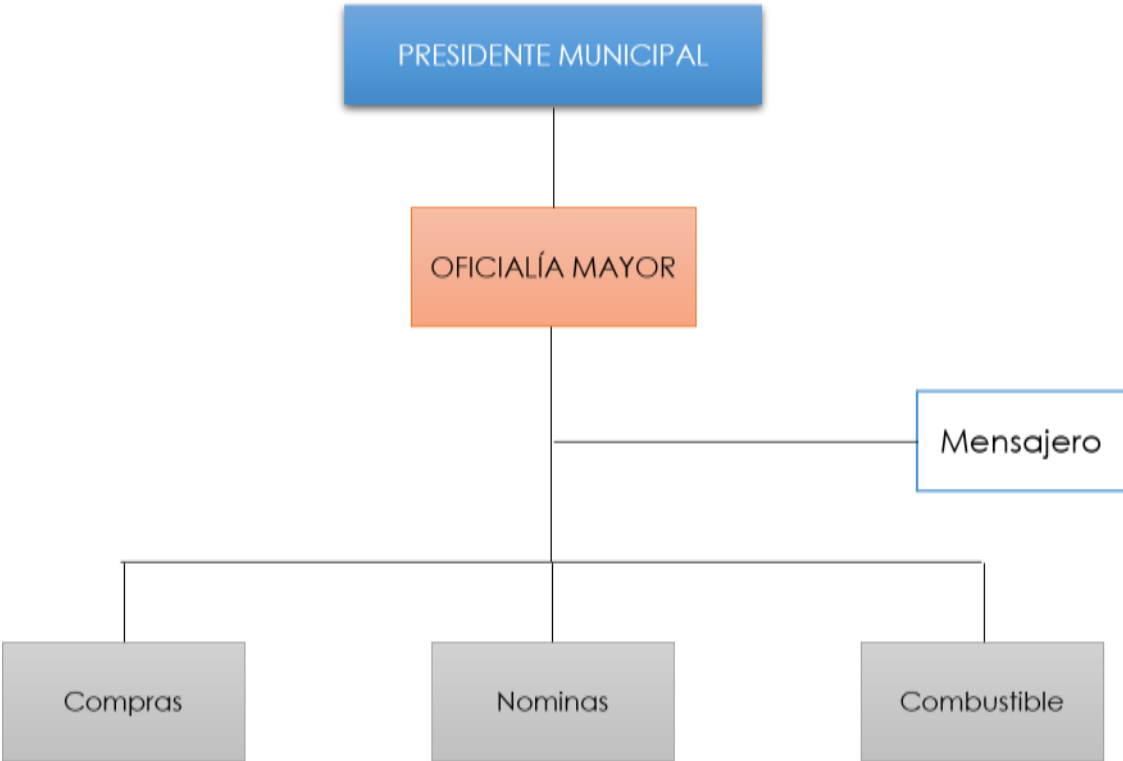 PRESIDENTE MUNICIPAL
OFICIALÍA MAYOR
Mensajero
Compras
Nominas
Combustible